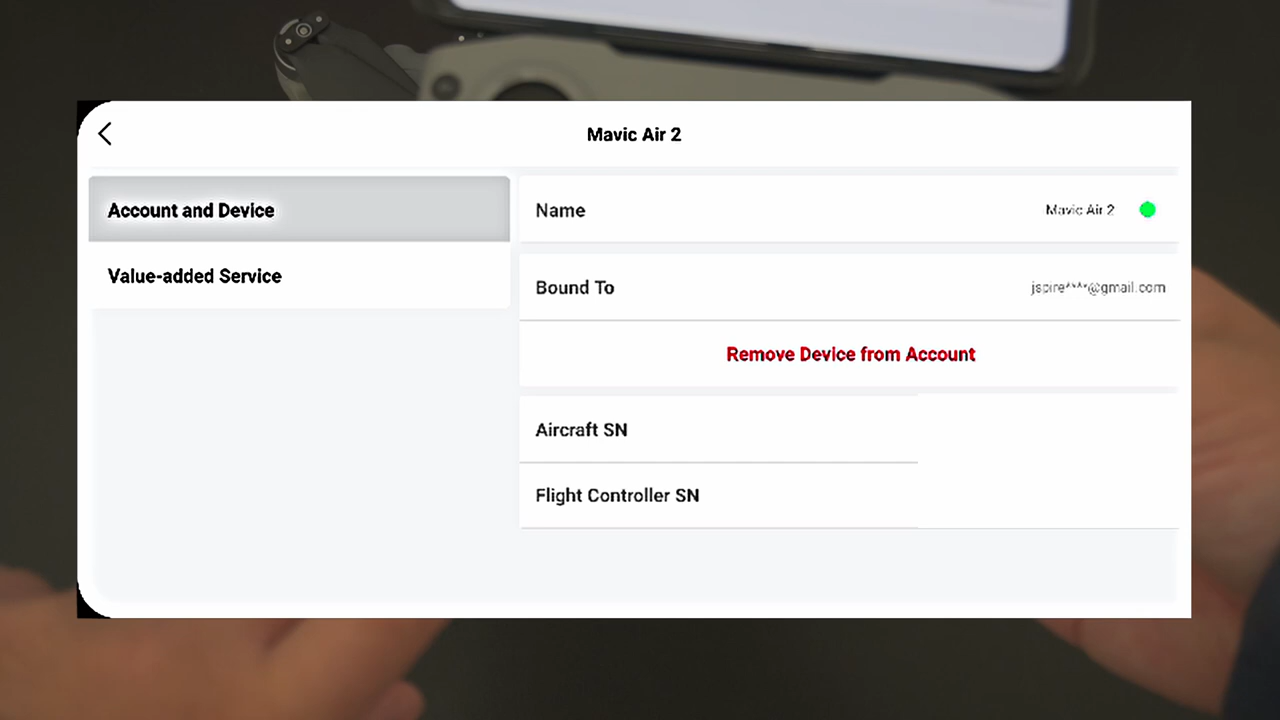 Mavic Air 2
Account and Device
Value-added Service
Name
Mavic Air 2
Bound To
jspire****@gmail.com
Remove Device from Account
Aircraft SN
Flight Controller SN